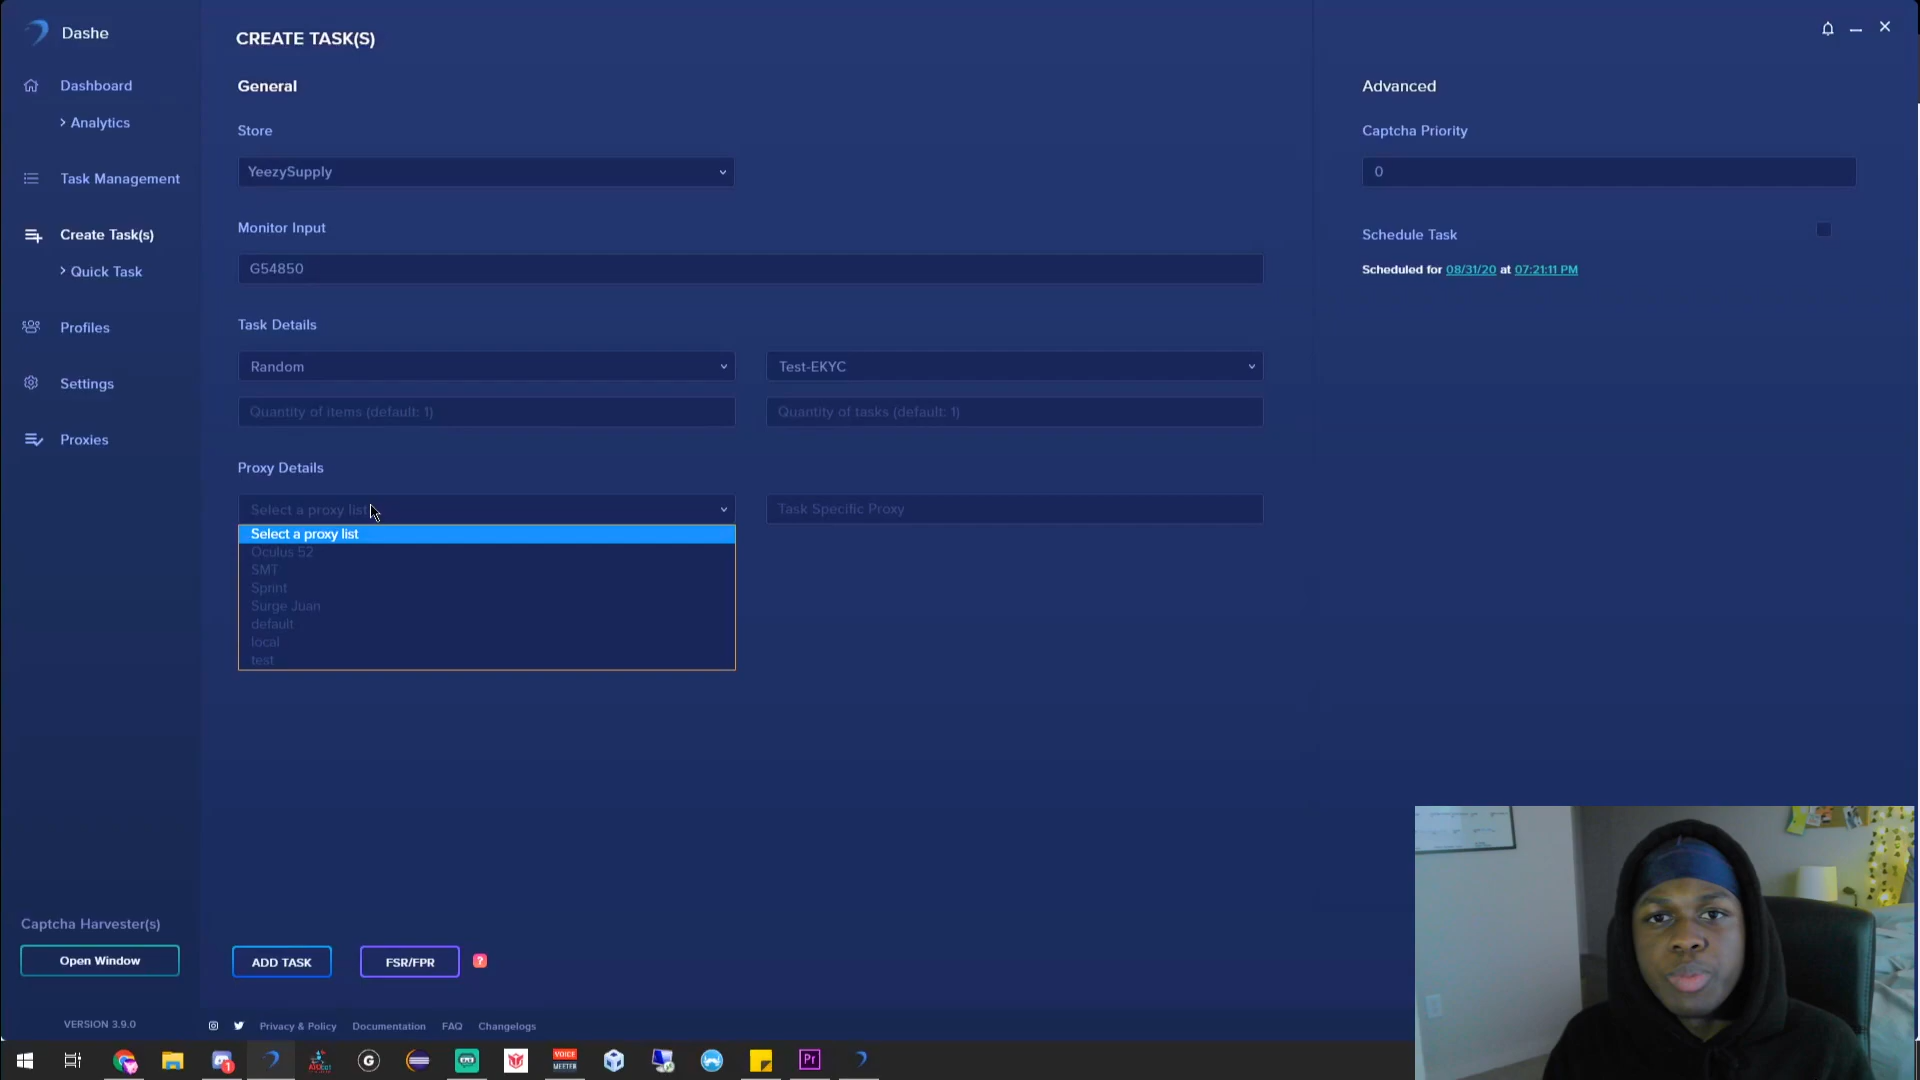 Dashe
Dashboard
Analytics
Task Management
Create Task(s)
Quick Task
Profiles
Settings
Proxies
Captcha Harvester(s)
Open Window
VERSION 3.9.0
CREATE TASK(S)
General
Store
YeezySupply
Monitor Input
G54850
Task Details
Random
Test-EKYC
Quantity of items (default: 1)
Quantity of tasks (default: 1)
Proxy Details
Select a proxy list
Task Specific Proxy
Select a proxy list
Oculus 52
SMT
Sprint
Surge Juan
default
local
test
ADD TASK
FSR/FPR
?
Privacy & Policy
Documentation
FAQ
Changelogs
Advanced
Captcha Priority
0
Schedule Task
Scheduled for 08/31/20 at 07:21:11 PM
1
G
VOICE
MEETER
Pr